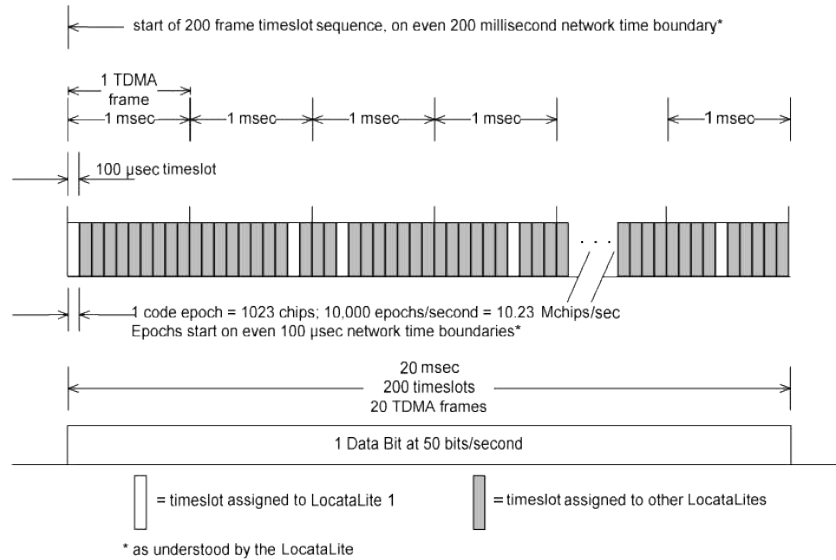 start of 200 frame timeslot sequence, on even 200 millisecond network time boundary*
1 TDMA
frame
1 msec 1 msec 1 msec 1 msec 1 msec
100 µsec timeslot
. . .
1 code epoch = 1023 chips; 10,000 epochs/second = 10.23 Mchips/sec
Epochs start on even 100 µsec network time boundaries*
20 msec
200 timeslots
20 TDMA frames
1 Data Bit at 50 bits/second
= timeslot assigned to LocataLite 1 = timeslot assigned to other LocataLites
* as understood by the LocataLite